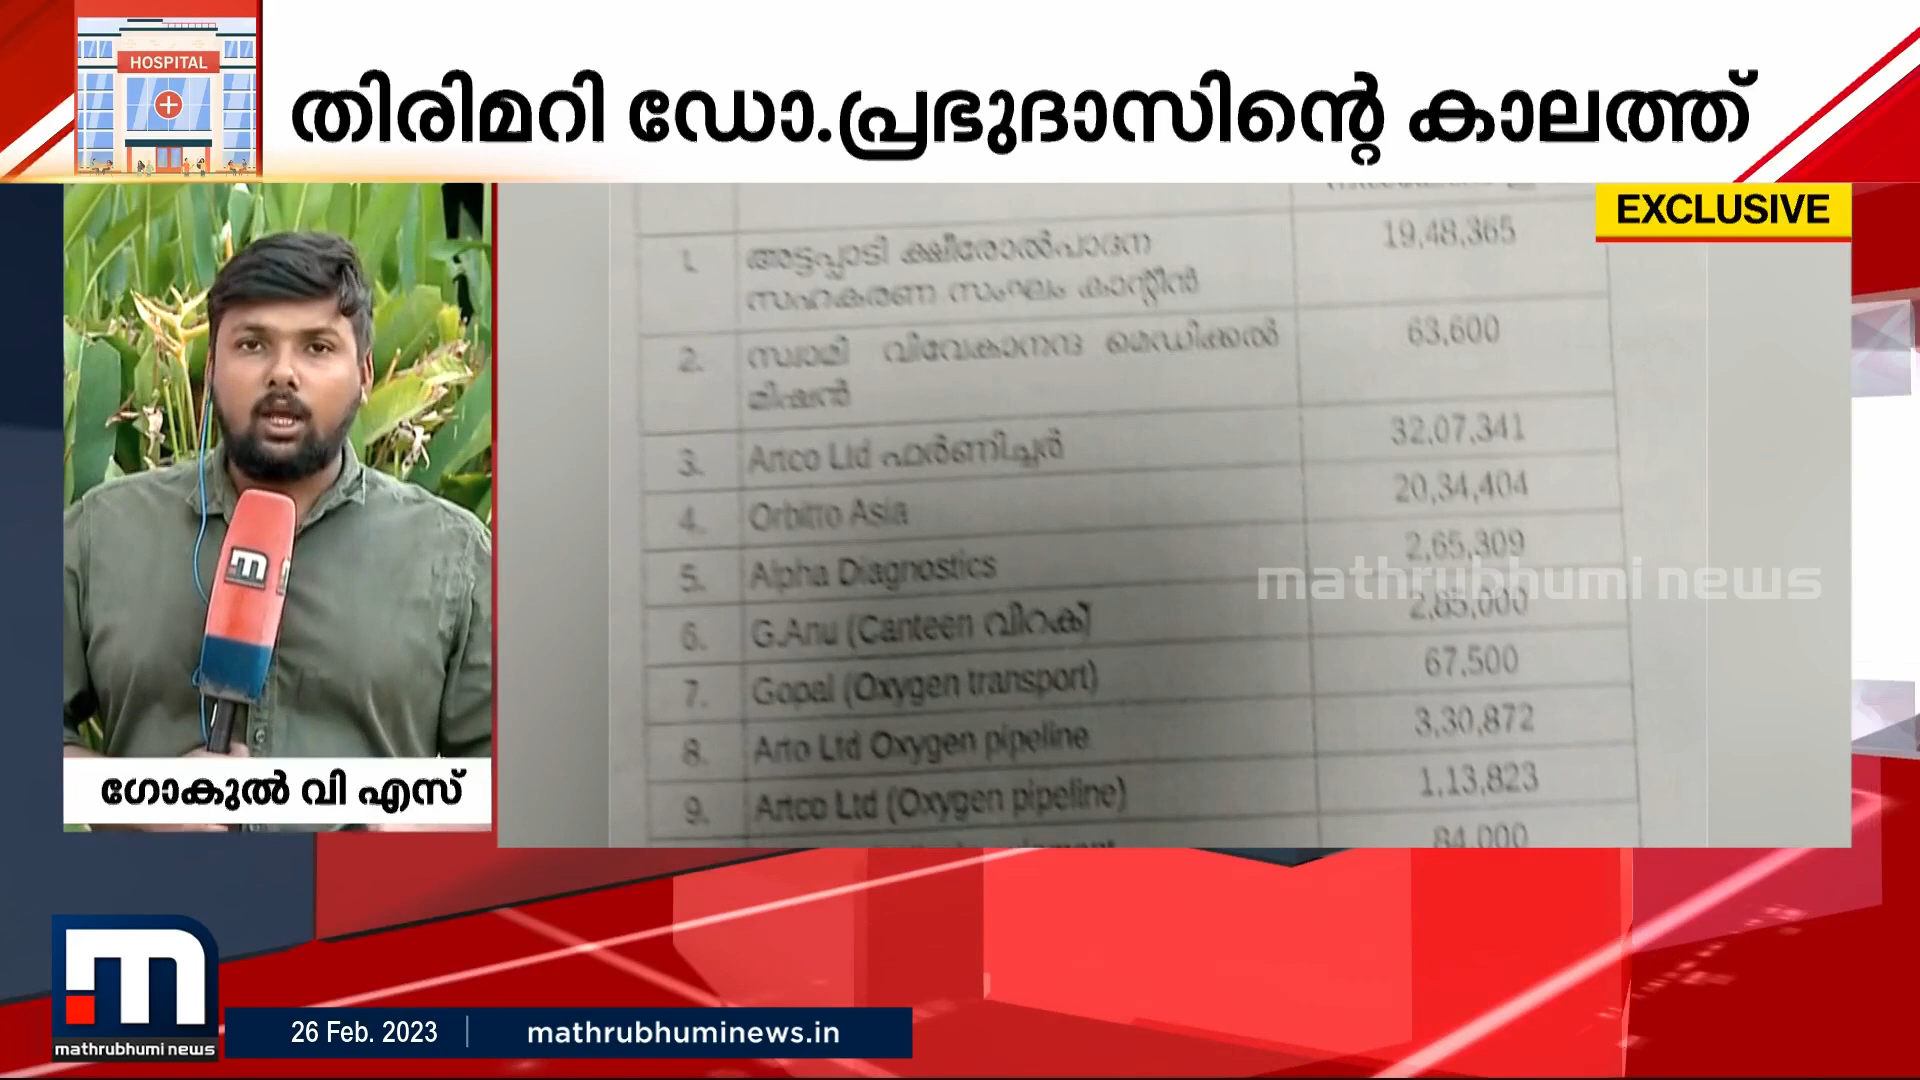 HOSPITAL
തിരിമറി ഡോ.പ്രഭുദാസിന്റെ കാലത്ത്
EXCLUSIVE
1. അട്ടപ്പാടി ക്ഷീരോൽപാദന 19,48,365
സഹകരണ സംഘം കാന്റീൻ
2. സ്വാമി വിവേകാനന്ദ മെഡിക്കൽ 63,600
മിഷൻ
3. Artco Ltd ഫർണിച്ചർ 32,07,341
4. Orbitto Asia 20,34,404
5. Alpha Diagnostics 2,65,309
mathrubhumi news
6. G.Anu (Canteen വിറക്) 2,85,000
7. Gopal (Oxygen transport) 67,500
8. Arto Ltd Oxygen pipeline 3,30,872
9. Artco Ltd (Oxygen pipeline) 1,13,823
84,000
ഗോകുൽ വി എസ്
mathrubhumi news
26 Feb. 2023
mathrubhuminews.in